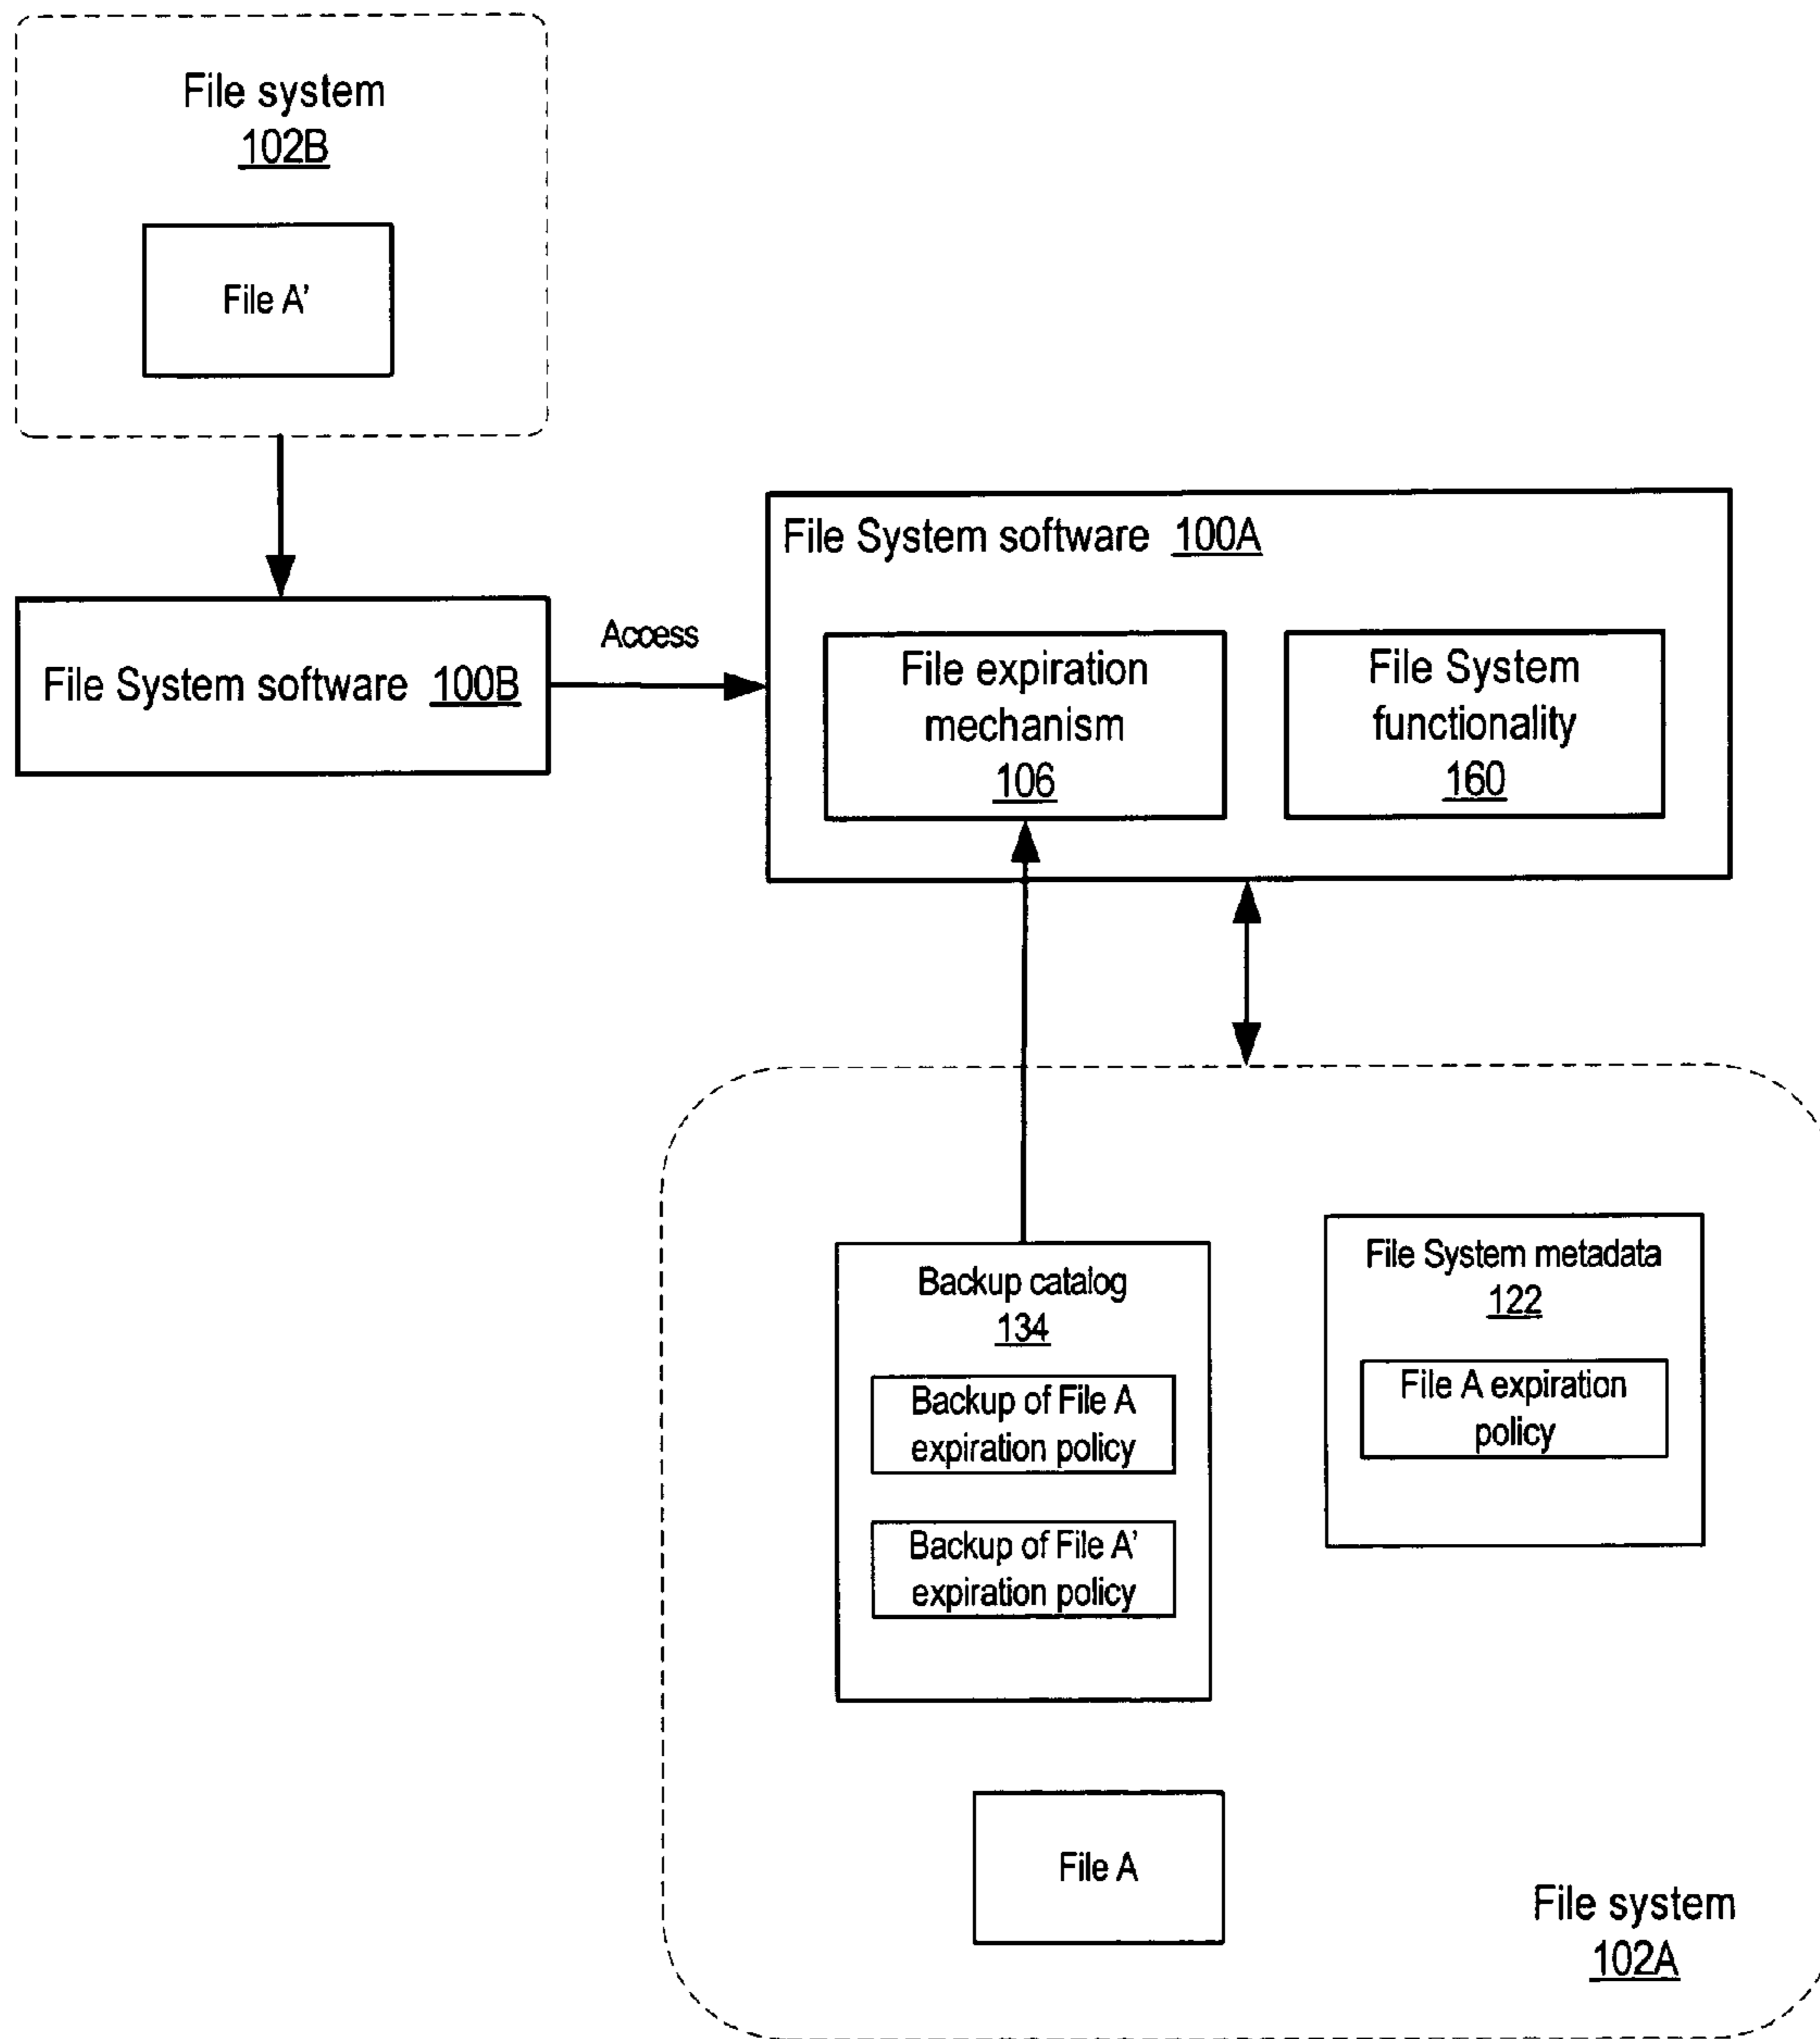 File system
102B
File A'
File System software 100A
Access
File System software 100B
File expiration
mechanism
106
File System
functionality
160
Backup catalog
134
Backup of File A
expiration policy
Backup of File A'
expiration policy
File System metadata
122
File A expiration
policy
File A
File system
102A